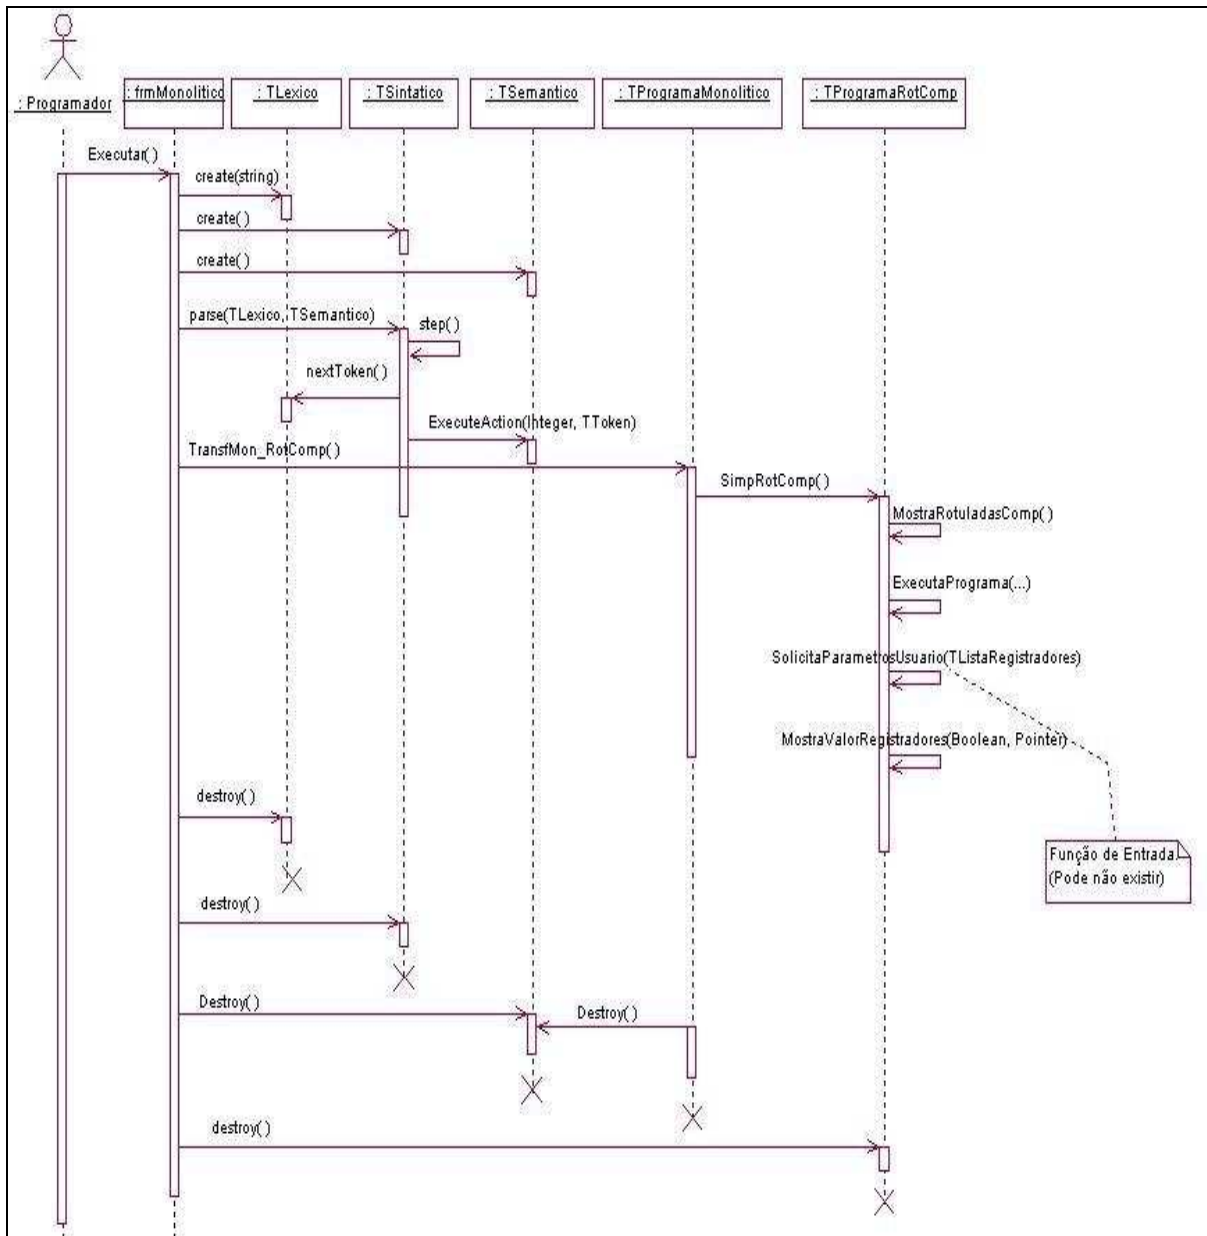 : Programador
: frmMonolitico
: TLexico
: TSintatico
: TSemantico
: TProgramaMonolitico
: TProgramaRotComp
Executar()
create(string)
create( )
create( )
parse(TLexico, TSemantico)
step()
nextToken( )
ExecuteAction(Integer, TToken)
TransfMon_RotComp( )
SimpRotComp( )
MostraRotuladasComp( )
ExecutaPrograma(...)
SolicitaParametrosUsuario(TListaRegistradores)
MostraValorRegistradores(Boolean, Pointer)
destroy( )
Função de Entrada.
(Pode não existir)
destroy( )
Destroy( )
Destroy( )
destroy( )